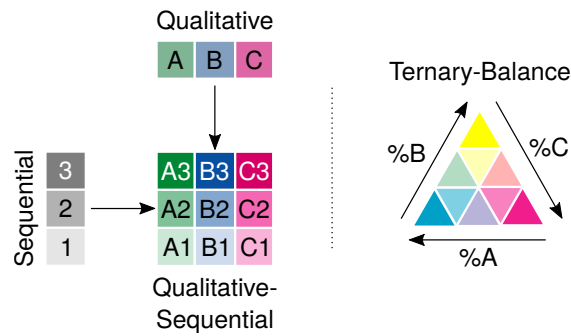 Qualitative
A B C
Ternary-Balance
%B
%C
%A
Sequential
3
2
1
A3 B3 C3
A2 B2 C2
A1 B1 C1
Qualitative-
Sequential